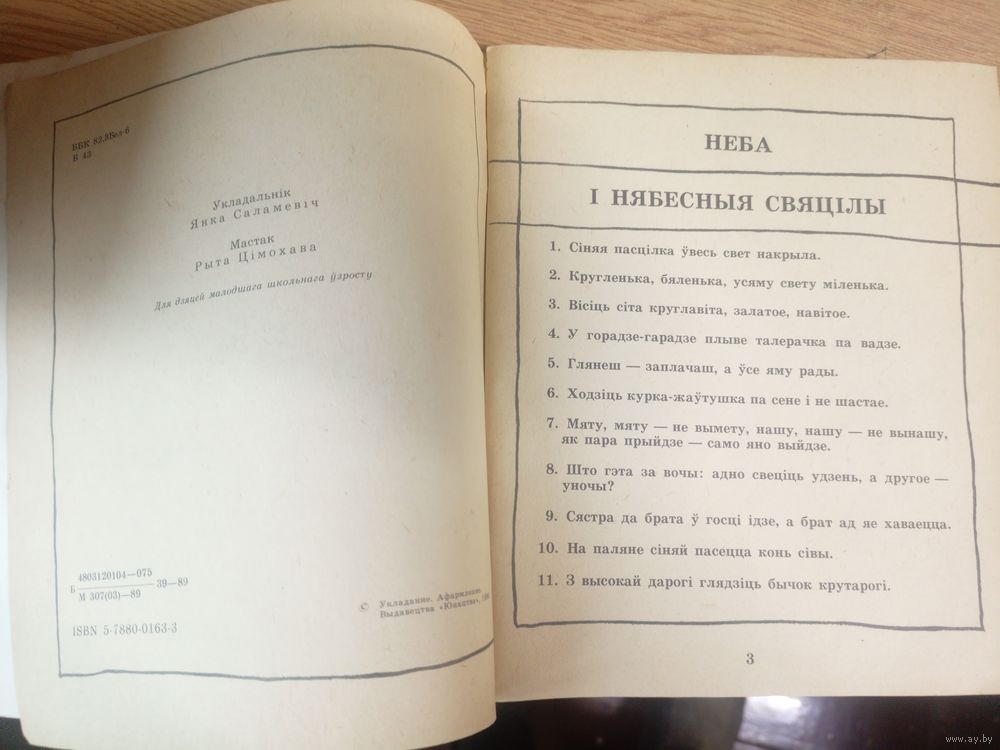 ББК 82.3Бел-6
Б 43
Укладальнік
Янка Саламевіч
Мастак
Рыта Цімохава
Для дзяцей малодшага школьнага ўзросту
4803120104—075
Б 39—89
М 307(03)—89
ISBN 5-7880-0163-3
© Укладанне. Афармленне
Выдавецтва «Юнацтва»,
НЕБА
І НЯБЕСНЫЯ СВЯЦІЛЫ
1. Сіняя пасцілка ўвесь свет накрыла.
2. Кругленька, бяленька, усяму свету міленька.
3. Вісіць сіта круглавіта, залатое, навітое.
4. У горадзе-гарадзе плыве талерачка па вадзе.
5. Глянеш — заплачаш, а ўсе яму рады.
6. Ходзіць курка-жаўтушка па сене і не шастае.
7. Мяту, мяту — не вымету, нашу, нашу — не вынашу,
як пара прыйдзе — само яно выйдзе.
8. Што гэта за вочы: адно свеціць удзень, а другое —
уночы?
9. Сястра да брата ў госці ідзе, а брат ад яе хаваецца.
10. На паляне сіняй пасецца конь сівы.
11. З высокай дарогі глядзіць бычок крутарогі.
3
www.ay.by